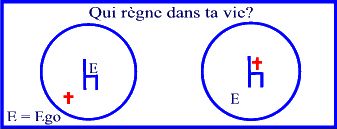 Qui règne dans ta vie?
E
E
E = Ego